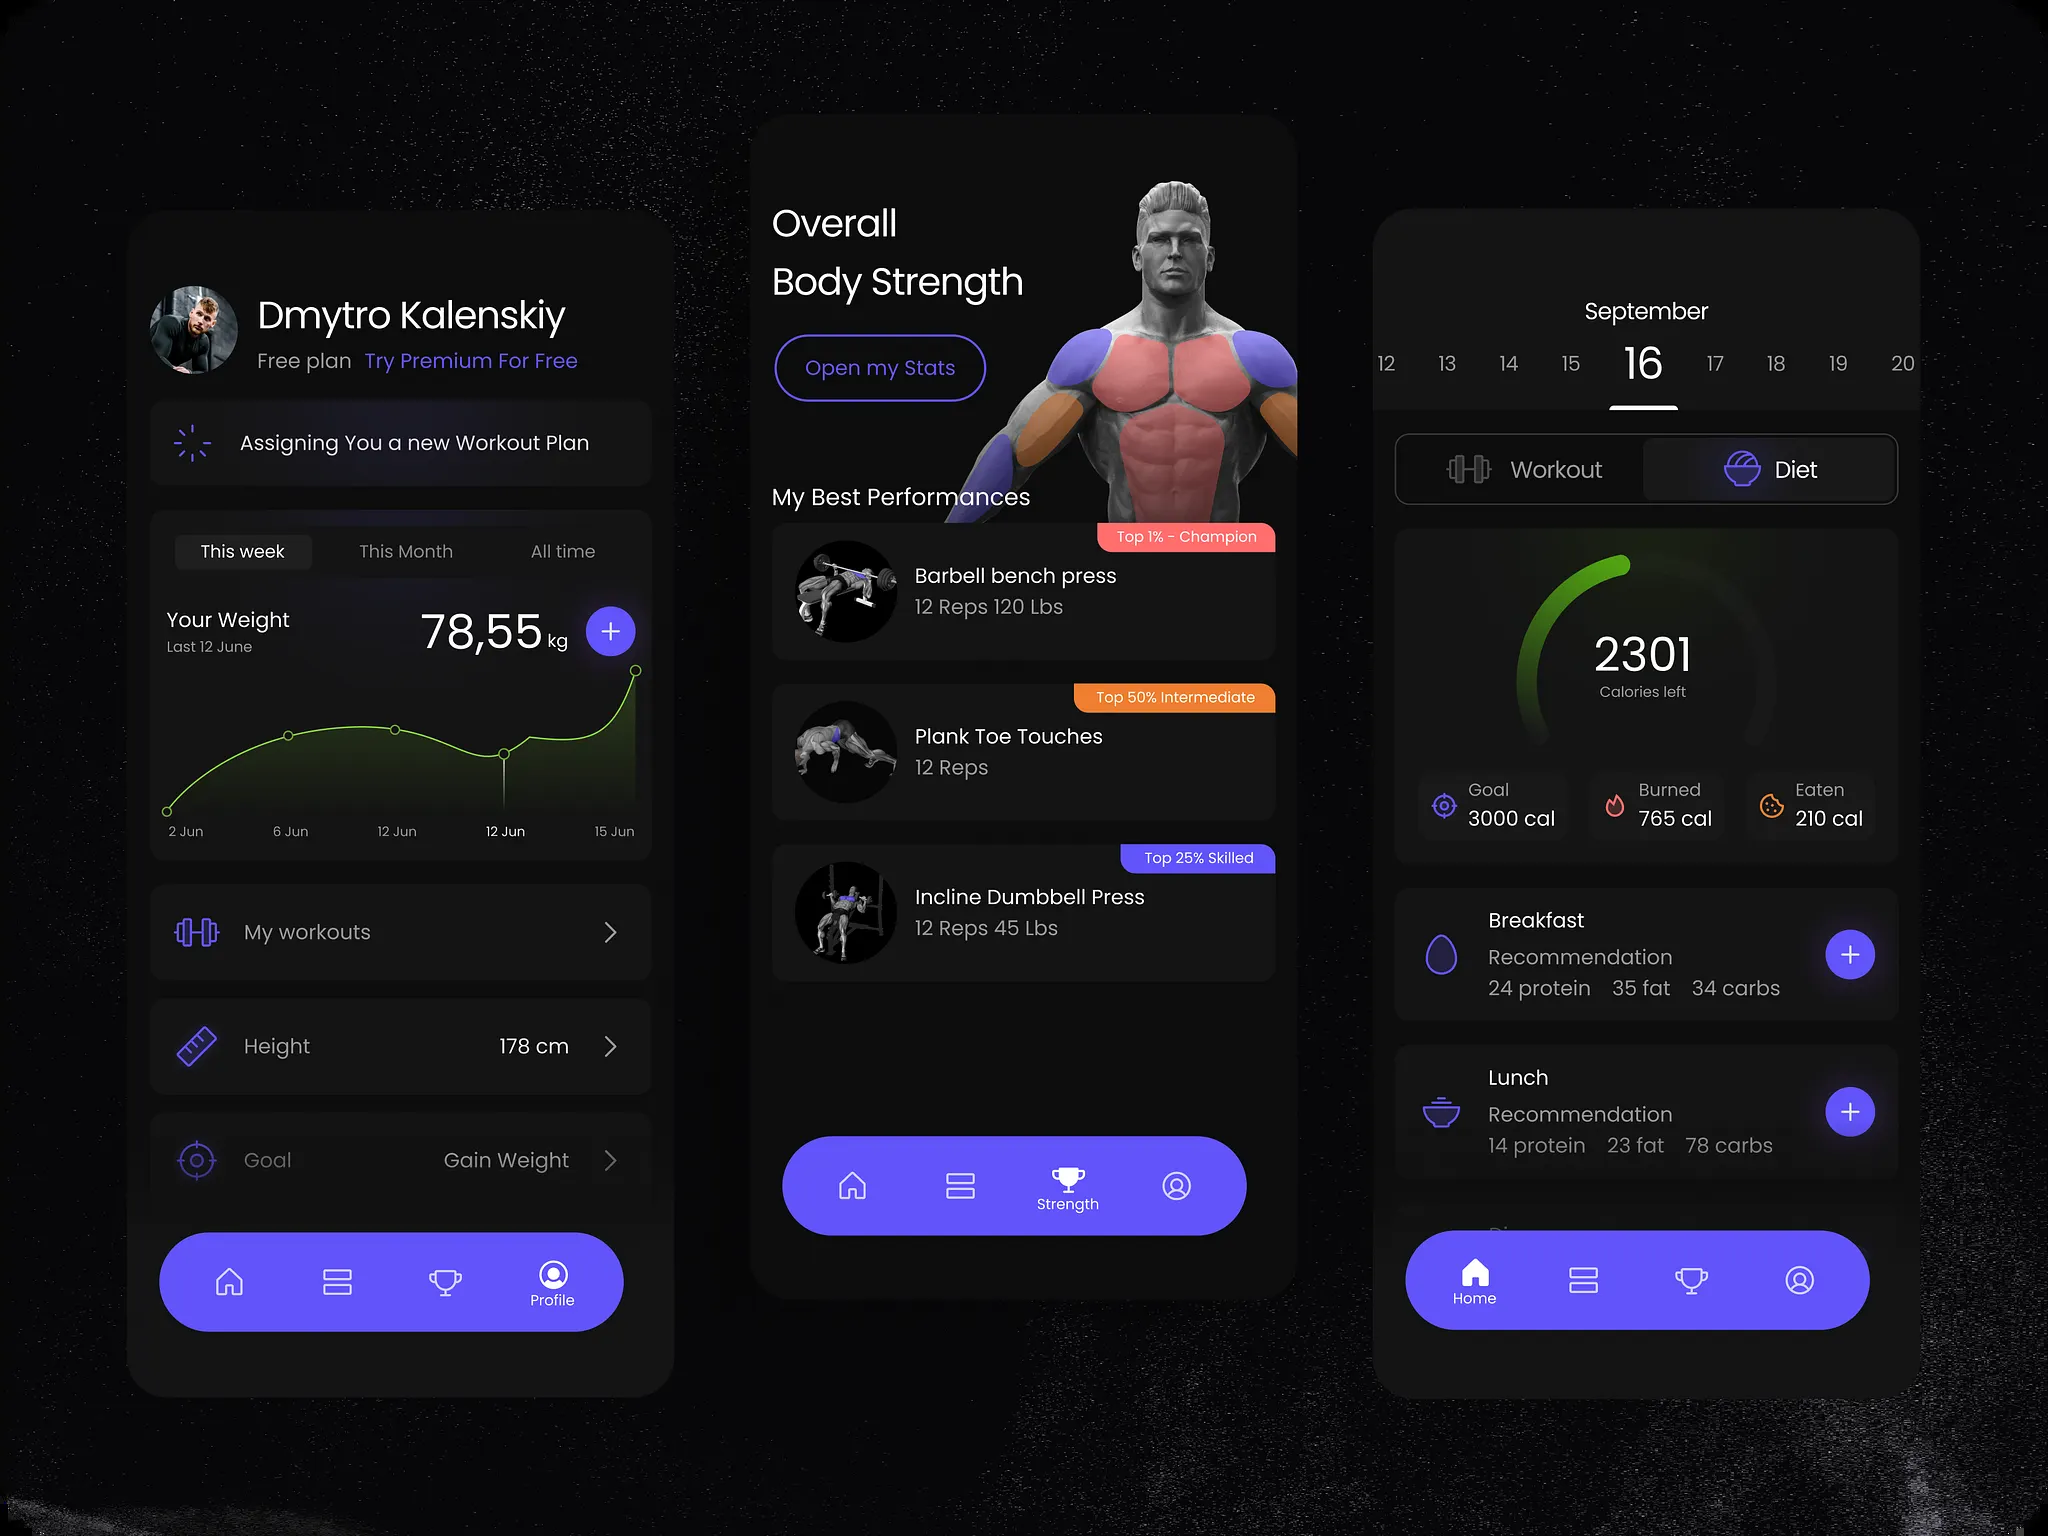 Dmytro Kalenskiy
Free plan Try Premium For Free
Assigning You a new Workout Plan
This week This Month All time
Your Weight
Last 12 June
78,55 kg
2 Jun 6 Jun 12 Jun 12 Jun 15 Jun
My workouts
Height 178 cm
Goal Gain Weight
Profile
Overall
Body Strength
Open my Stats
My Best Performances
Top 1% - Champion
Barbell bench press
12 Reps 120 Lbs
Top 50% Intermediate
Plank Toe Touches
12 Reps
Top 25% Skilled
Incline Dumbbell Press
12 Reps 45 Lbs
Strength
September
12 13 14 15 16 17 18 19 20
Workout Diet
2301
Calories left
Goal
3000 cal
Burned
765 cal
Eaten
210 cal
Breakfast
Recommendation
24 protein 35 fat 34 carbs
Lunch
Recommendation
14 protein 23 fat 78 carbs
Home